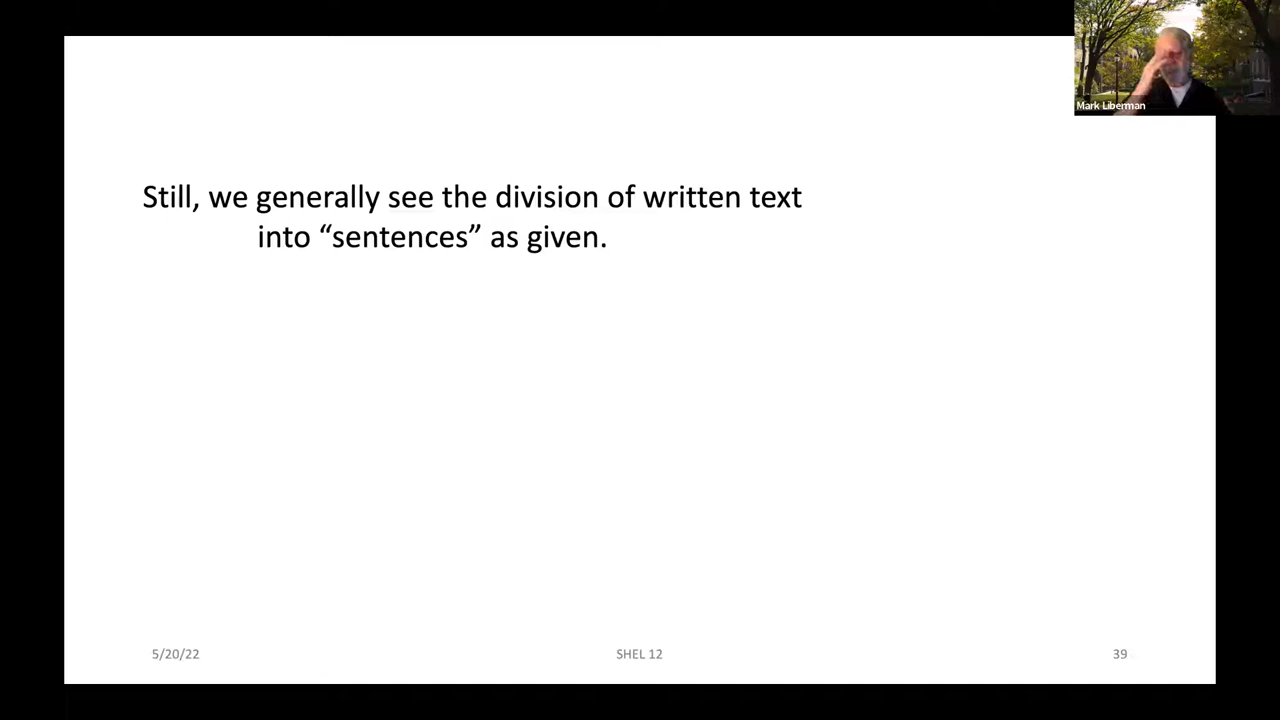 Mark Liberman
Still, we generally see the division of written text
into “sentences” as given.
5/20/22
SHEL 12
39